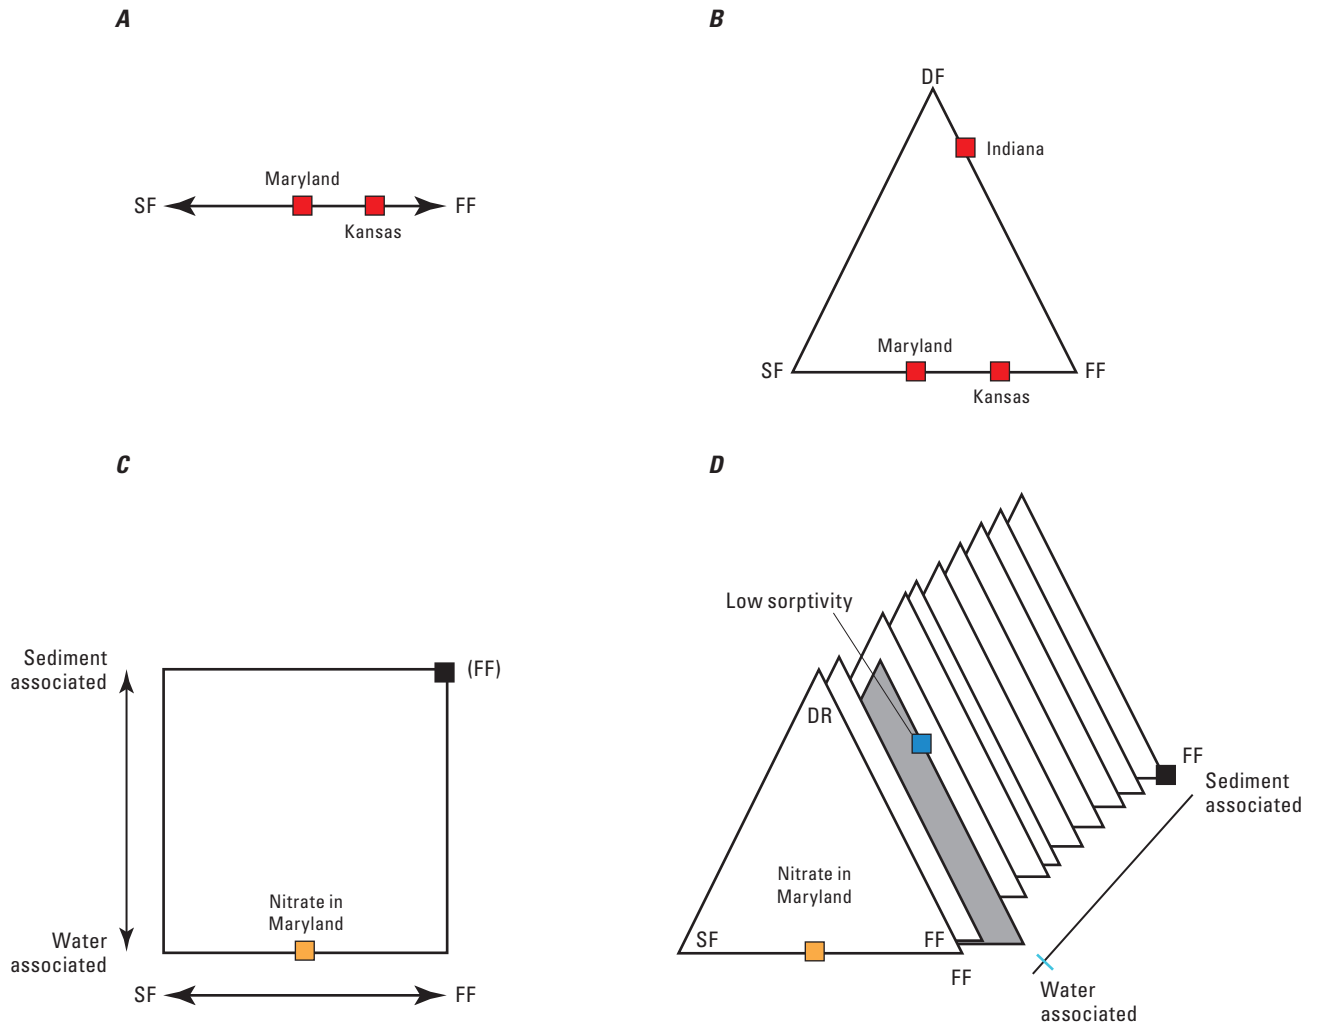 A
Maryland
SF
FF
Kansas
B
DF
Indiana
Maryland
SF
FF
Kansas
C
Sediment
associated
(FF)
Nitrate in
Maryland
Water
associated
SF
FF
D
Low sorptivity
DR
FF
Sediment
associated
Nitrate in
Maryland
SF
FF
FF
Water
associated